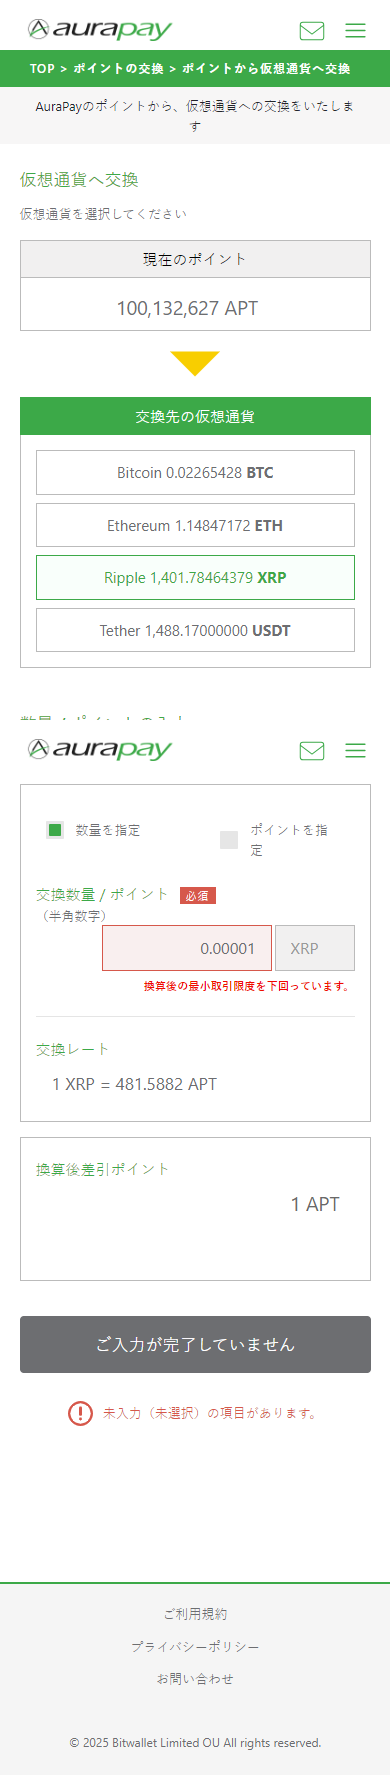 aurapay
TOP > ポイントの交換 > ポイントから仮想通貨へ交換
AuraPayのポイントから、仮想通貨への交換をいたしま
す
仮想通貨へ交換
仮想通貨を選択してください
現在のポイント
100,132,627 APT
交換先の仮想通貨
Bitcoin 0.02265428 BTC
Ethereum 1.14847172 ETH
Ripple 1,401.78464379 XRP
Tether 1,488.17000000 USDT
数量 / ポイントの入力
aurapay
数量を指定
ポイントを指
定
交換数量 / ポイント 必須
（半角数字）
0.00001 XRP
換算後の最小取引限度を下回っています。
交換レート
1 XRP = 481.5882 APT
換算後差引ポイント
1 APT
ご入力が完了していません
未入力（未選択）の項目があります。
ご利用規約
プライバシーポリシー
お問い合わせ
© 2025 Bitwallet Limited OU All rights reserved.